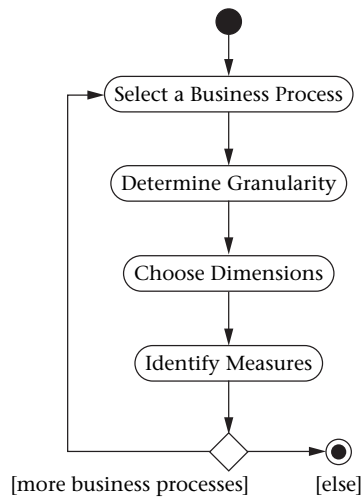 Select a Business Process
Determine Granularity
Choose Dimensions
Identify Measures
[more business processes]
[else]